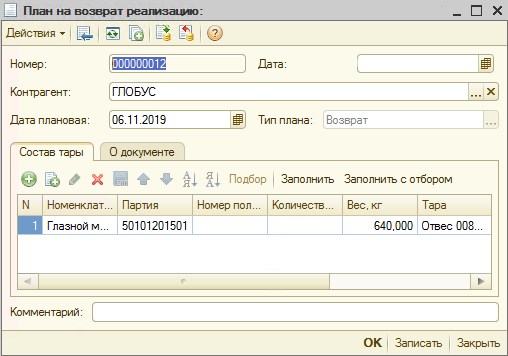 План на возврат реализацию:
Действия
Номер: 000000012 Дата:
Контрагент: ГЛОБУС ... ×
Дата плановая: 06.11.2019 Тип плана: Возврат ...
Состав тары О документе
Подбор Заполнить Заполнить с отбором
N Номенклат... Партия Номер пол... Количеств... Вес, кг Тара
1 Глазной м... 50101201501 640,000 Отвес 008...
Комментарий:
OK Записать Закрыть